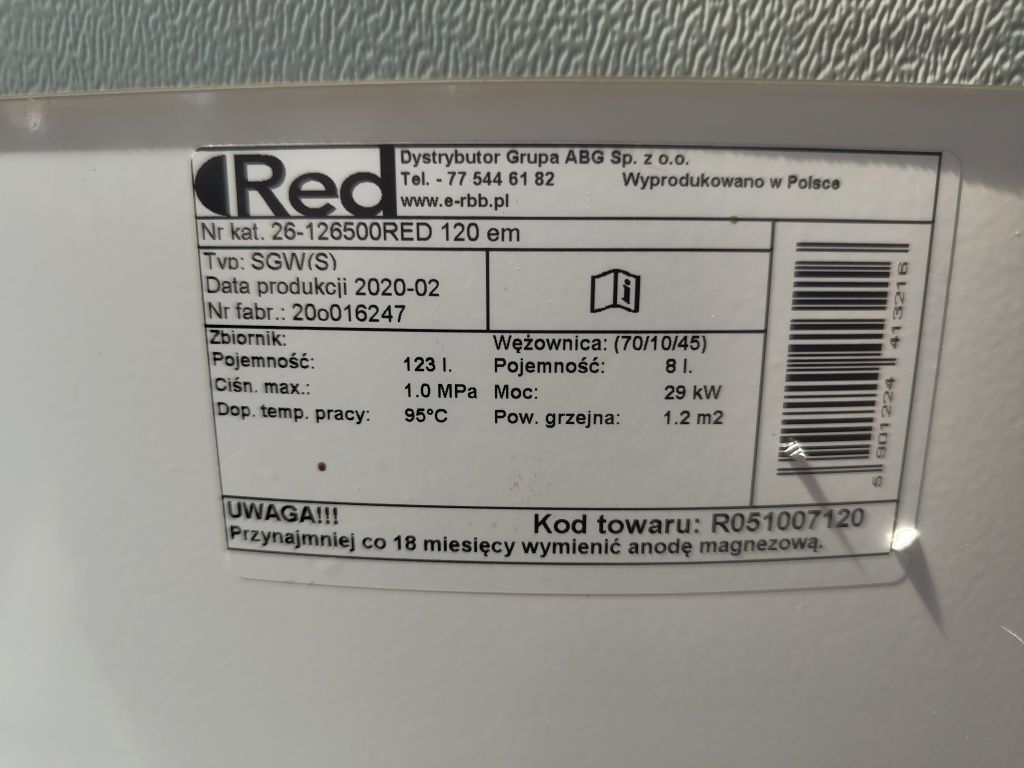 Red
Dystrybutor Grupa ABG Sp. z o.o.
Tel. - 77 544 61 82 Wyprodukowano w Polsce
www.e-rbb.pl
Nr kat. 26-126500RED 120 em
Typ: SGW(S)
Data produkcji 2020-02
Nr fabr.: 20o016247
Zbiornik:
Pojemność: 123 l.
Ciśn. max.: 1.0 MPa
Dop. temp. pracy: 95°C
Wężownica: (70/10/45)
Pojemność: 8 l.
Moc: 29 kW
Pow. grzejna: 1.2 m2
5 901224 413216
UWAGA!!! Kod towaru: R051007120
Przynajmniej co 18 miesięcy wymienić anodę magnezową.